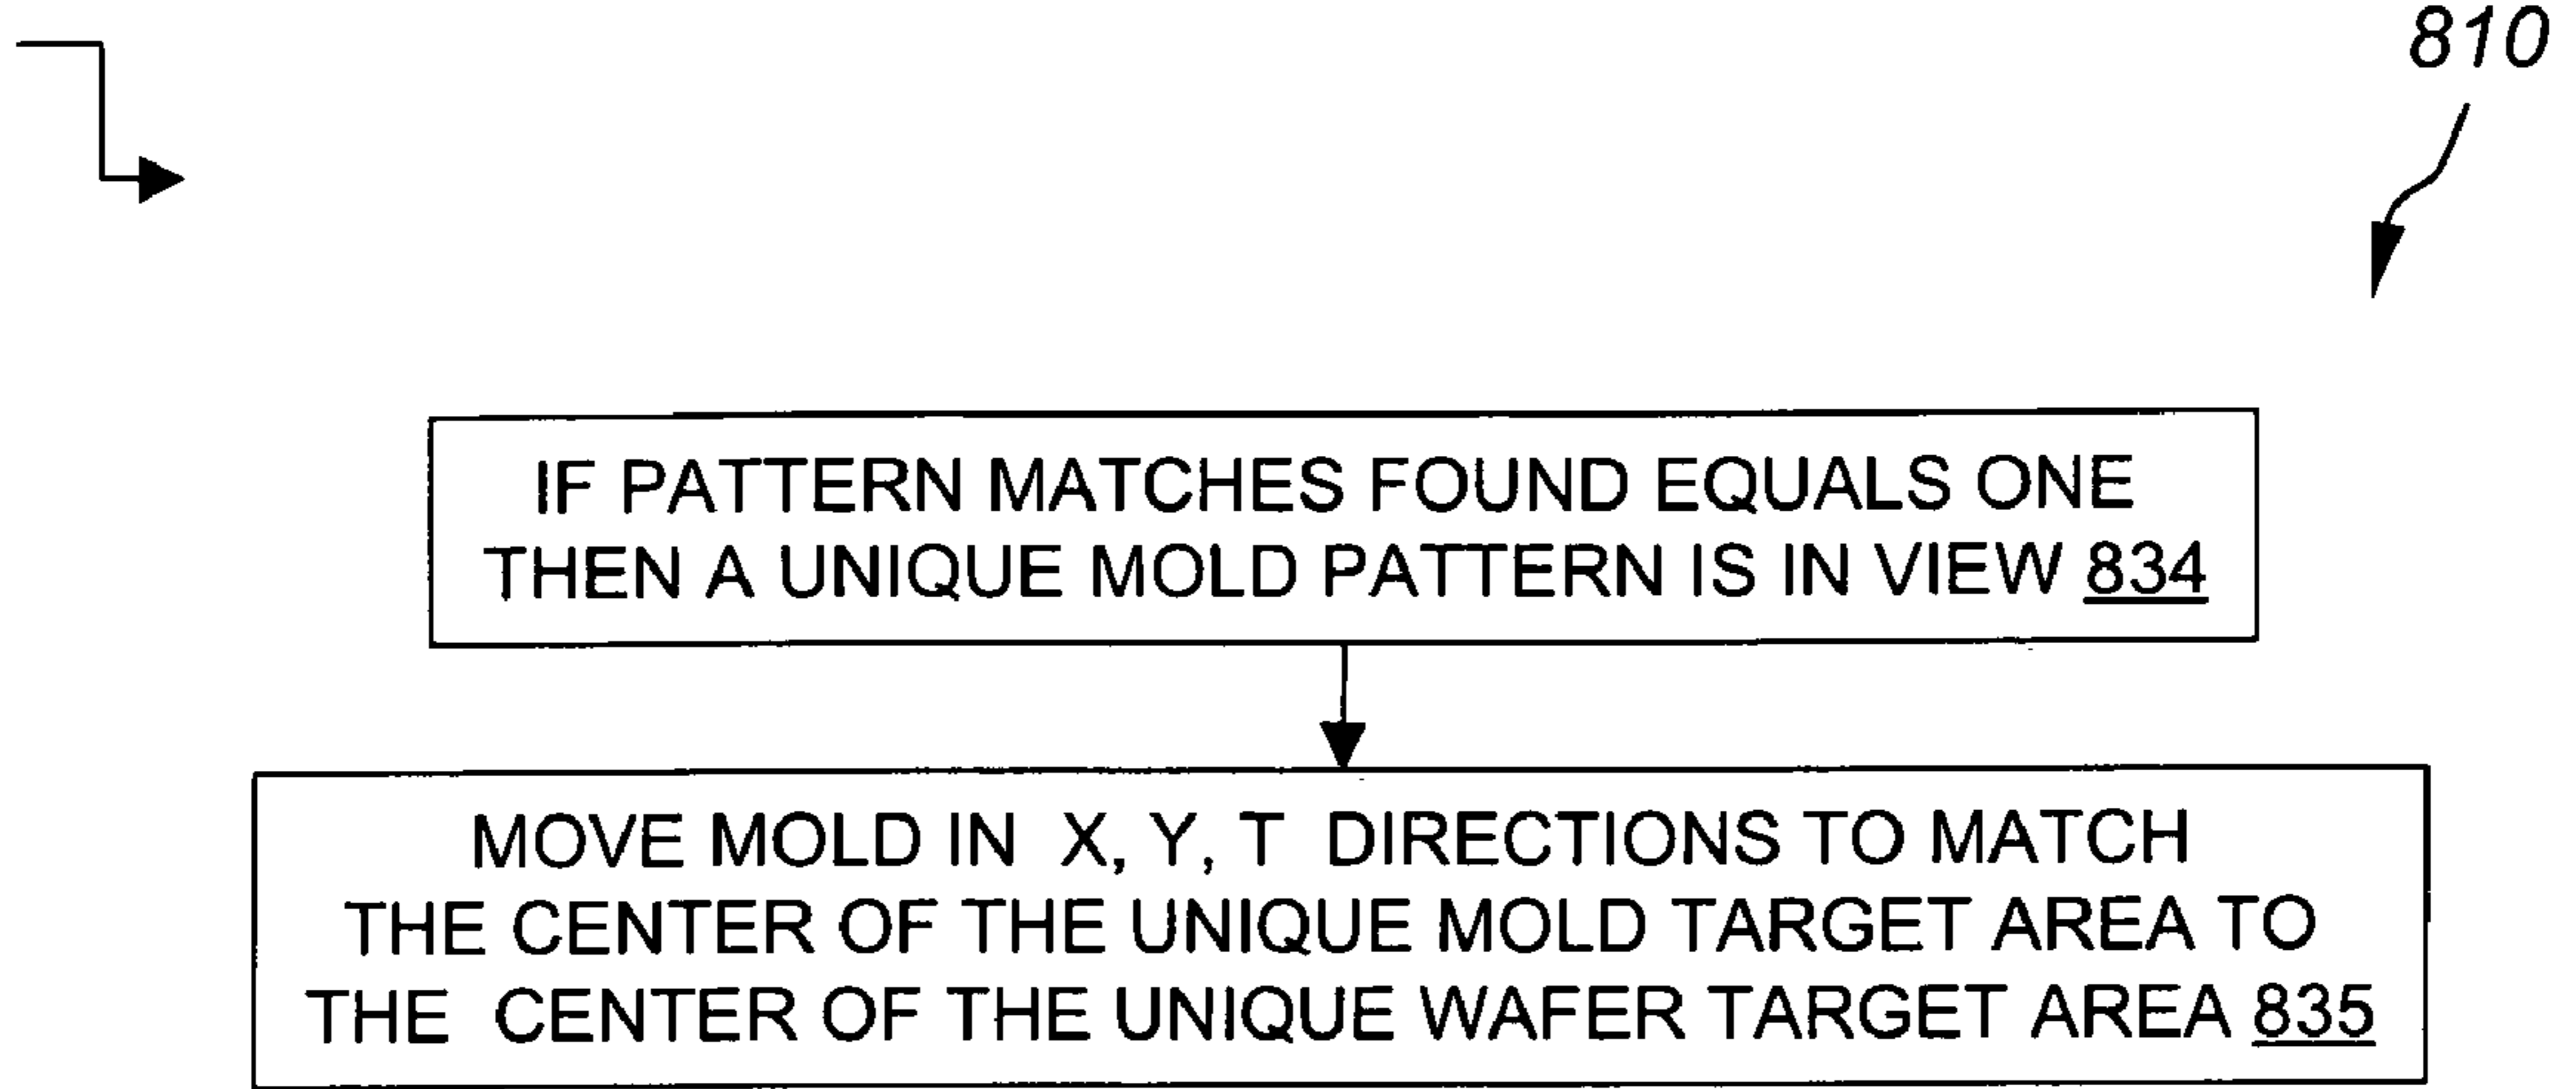 810
IF PATTERN MATCHES FOUND EQUALS ONE
THEN A UNIQUE MOLD PATTERN IS IN VIEW 834
MOVE MOLD IN X, Y, T DIRECTIONS TO MATCH
THE CENTER OF THE UNIQUE MOLD TARGET AREA TO
THE CENTER OF THE UNIQUE WAFER TARGET AREA 835